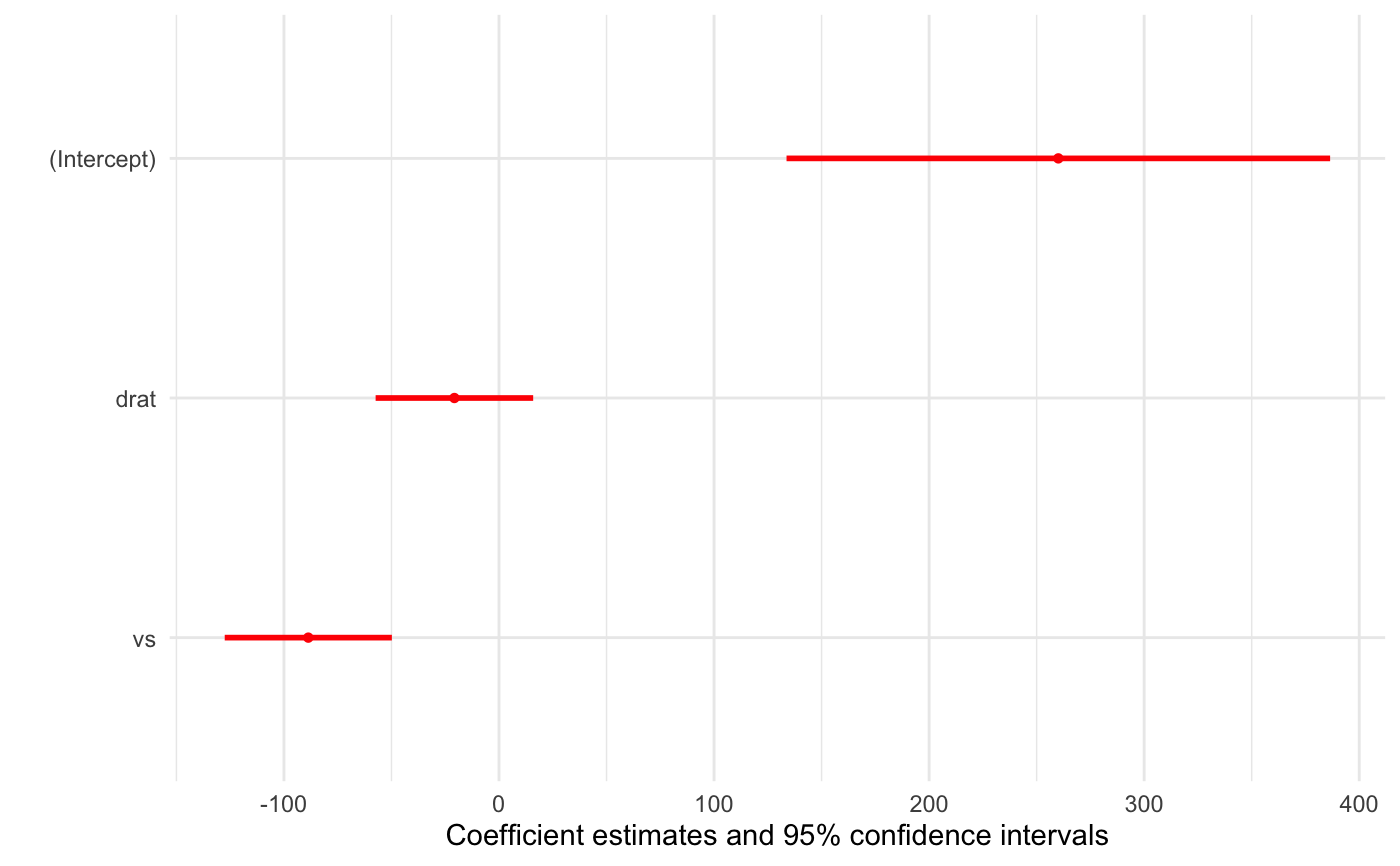 (Intercept)
drat
vs
-100 0 100 200 300 400
Coefficient estimates and 95% confidence intervals